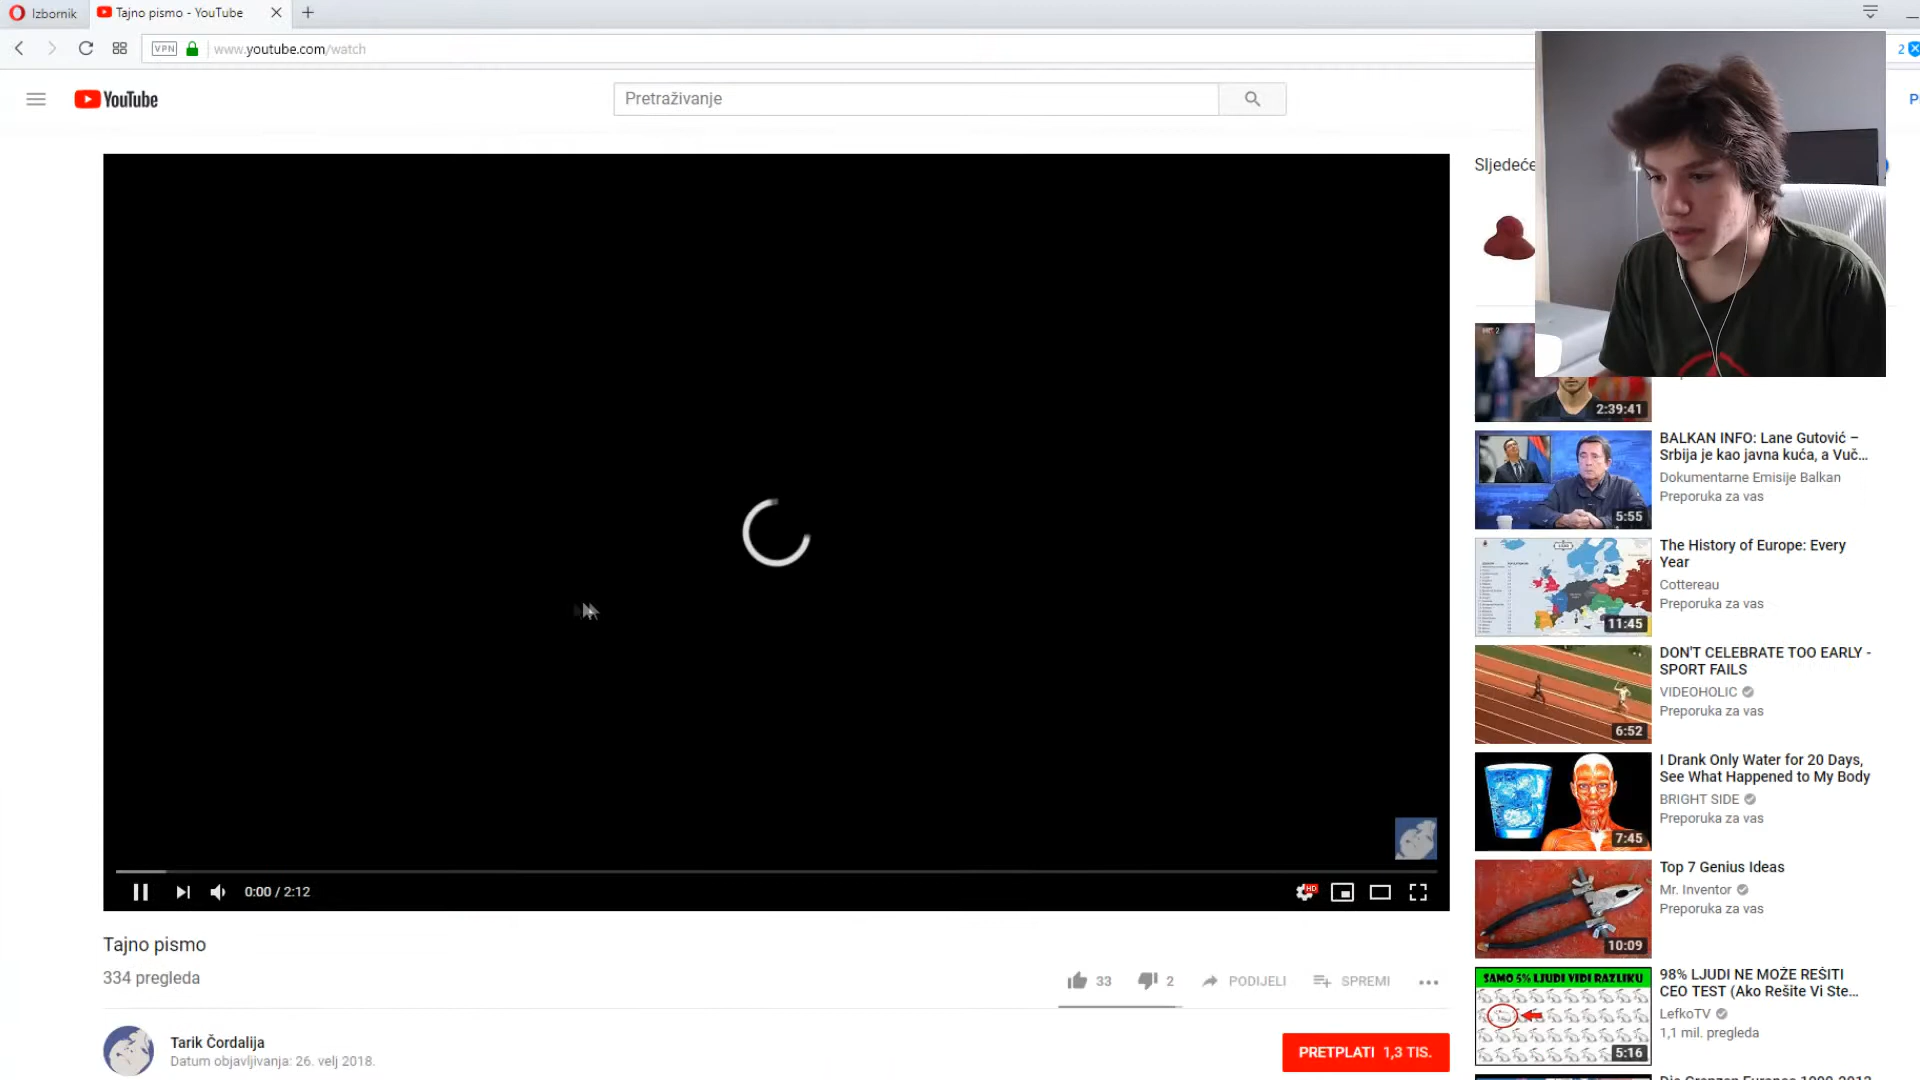 Izbornik
Tajno pismo - YouTube
VPN
www.youtube.com/watch
2
YouTube
Pretraživanje
P
Sljedeće
2:39:41
BALKAN INFO: Lane Gutović –
Srbija je kao javna kuća, a Vuč...
Dokumentarne Emisije Balkan
Preporuka za vas
5:55
The History of Europe: Every
Year
Cottereau
Preporuka za vas
11:45
DON'T CELEBRATE TOO EARLY -
SPORT FAILS
VIDEOHOLIC
Preporuka za vas
6:52
I Drank Only Water for 20 Days,
See What Happened to My Body
BRIGHT SIDE
Preporuka za vas
7:45
Top 7 Genius Ideas
Mr. Inventor
Preporuka za vas
10:09
SAMO 5% LJUDI VIDI RAZLIKU
98% LJUDI NE MOŽE REŠITI
CEO TEST (Ako Rešite Vi Ste...
LefkoTV
1,1 mil. pregleda
5:16
0:00 / 2:12
HD
Tajno pismo
334 pregleda
33
2
PODIJELI
SPREMI
Tarik Čordalija
Datum objavljivanja: 26. velj 2018.
PRETPLATI 1,3 TIS.